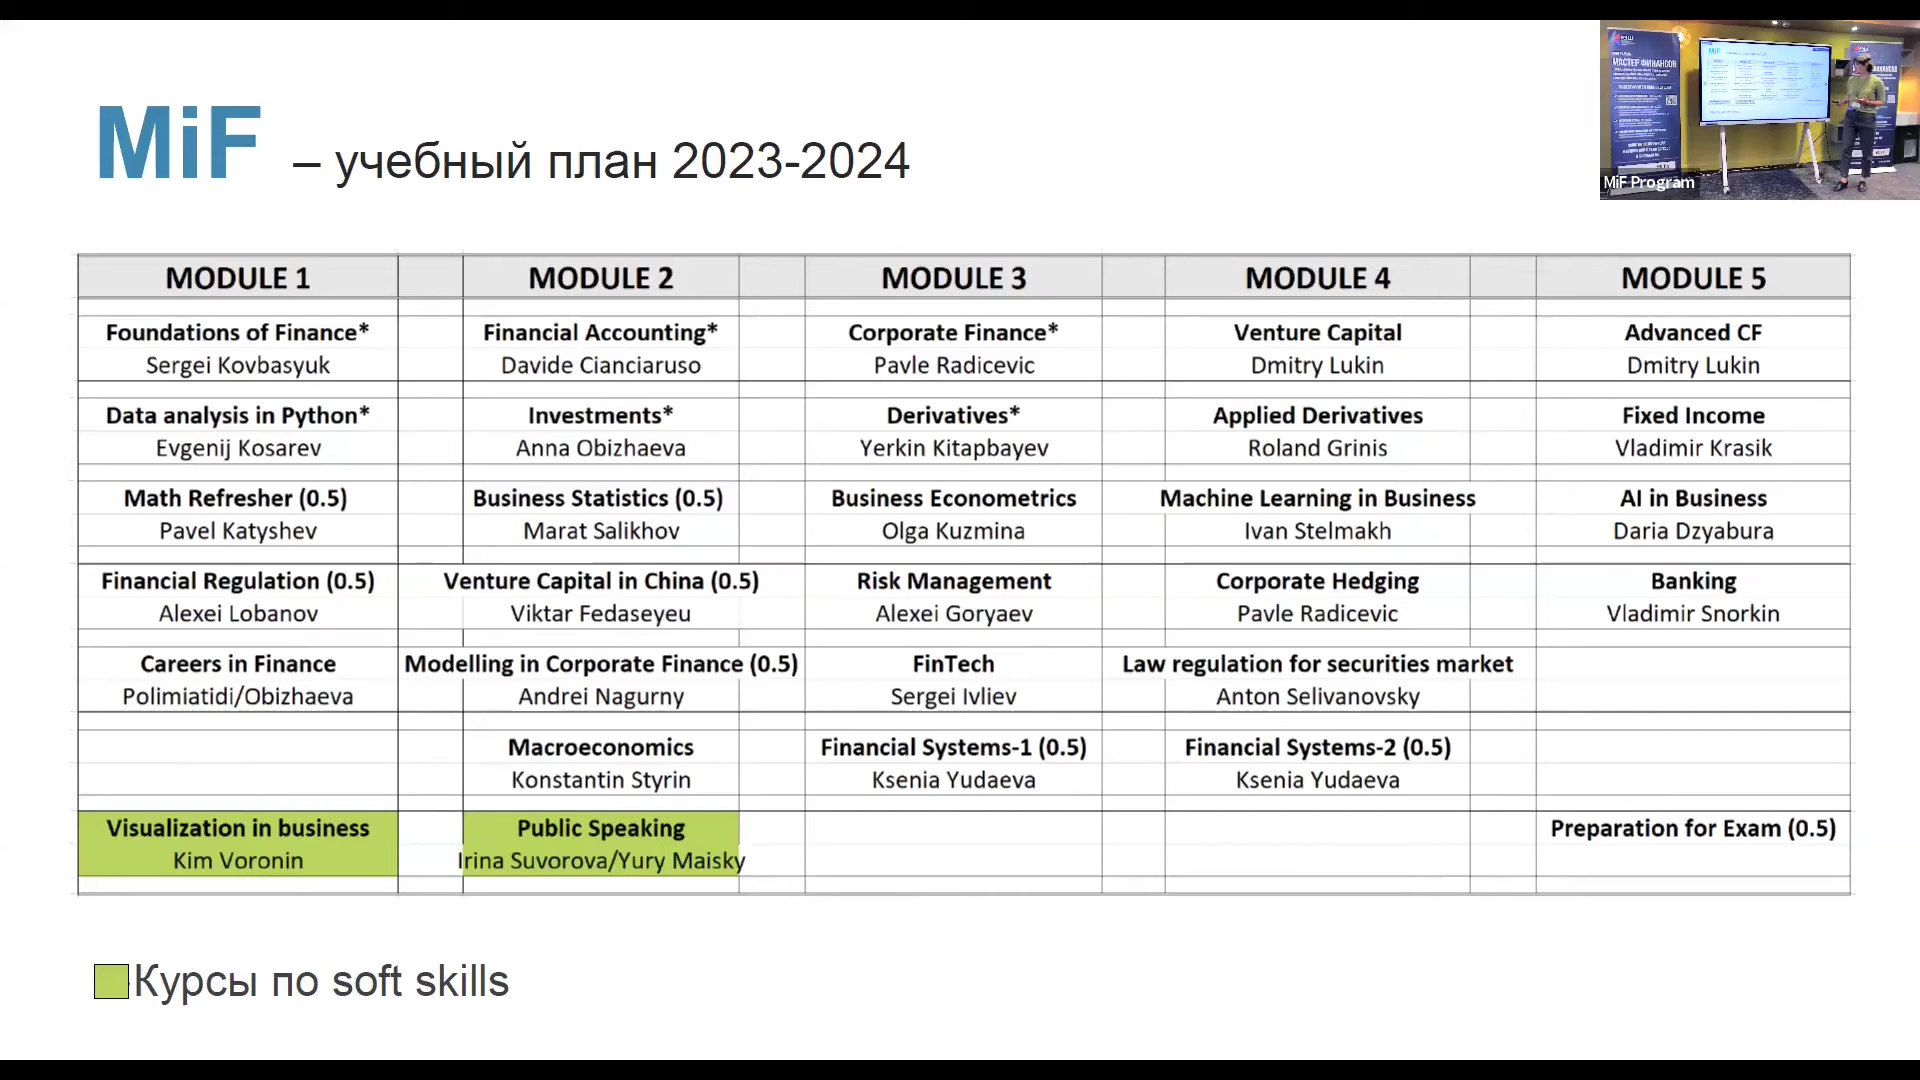 MiF – учебный план 2023-2024
МАСТЕР ФИНАНСОВ
MiF Program
MODULE 1 MODULE 2 MODULE 3 MODULE 4 MODULE 5
Foundations of Finance* Financial Accounting* Corporate Finance* Venture Capital Advanced CF
Sergei Kovbasyuk Davide Cianciaruso Pavle Radicevic Dmitry Lukin Dmitry Lukin
Data analysis in Python* Investments* Derivatives* Applied Derivatives Fixed Income
Evgenij Kosarev Anna Obizhaeva Yerkin Kitapbayev Roland Grinis Vladimir Krasik
Math Refresher (0.5) Business Statistics (0.5) Business Econometrics Machine Learning in Business AI in Business
Pavel Katyshev Marat Salikhov Olga Kuzmina Ivan Stelmakh Daria Dzyabura
Financial Regulation (0.5) Venture Capital in China (0.5) Risk Management Corporate Hedging Banking
Alexei Lobanov Viktar Fedaseyeu Alexei Goryaev Pavle Radicevic Vladimir Snorkin
Careers in Finance Modelling in Corporate Finance (0.5) FinTech Law regulation for securities market
Polimiatidi/Obizhaeva Andrei Nagurny Sergei Ivliev Anton Selivanovsky
Macroeconomics Financial Systems-1 (0.5) Financial Systems-2 (0.5)
Konstantin Styrin Ksenia Yudaeva Ksenia Yudaeva
Visualization in business Public Speaking Preparation for Exam (0.5)
Kim Voronin Irina Suvorova/Yury Maisky
Курсы по soft skills